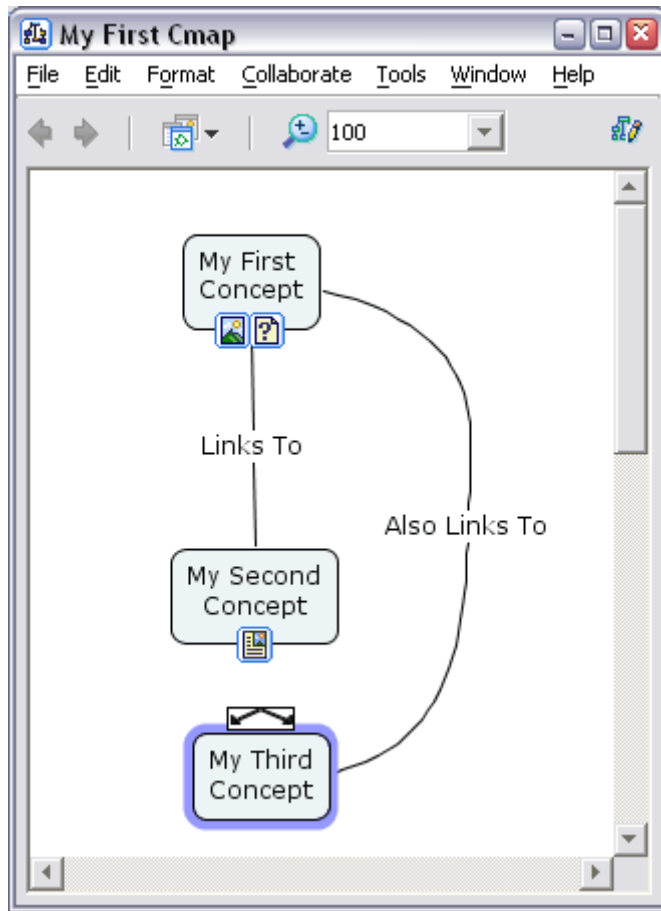 My First Cmap
File Edit Format Collaborate Tools Window Help
100
My First
Concept
Links To
Also Links To
My Second
Concept
My Third
Concept